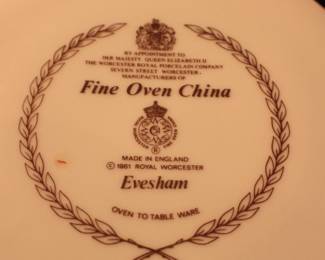 BY APPOINTMENT TO
HER MAJESTY QUEEN ELIZABETH II
THE WORCESTER ROYAL PORCELAIN COMPANY
SEVERN STREET WORCESTER
MANUFACTURERS OF
Fine Oven China
®
MADE IN ENGLAND
© 1961 ROYAL WORCESTER
Evesham
OVEN TO TABLE WARE